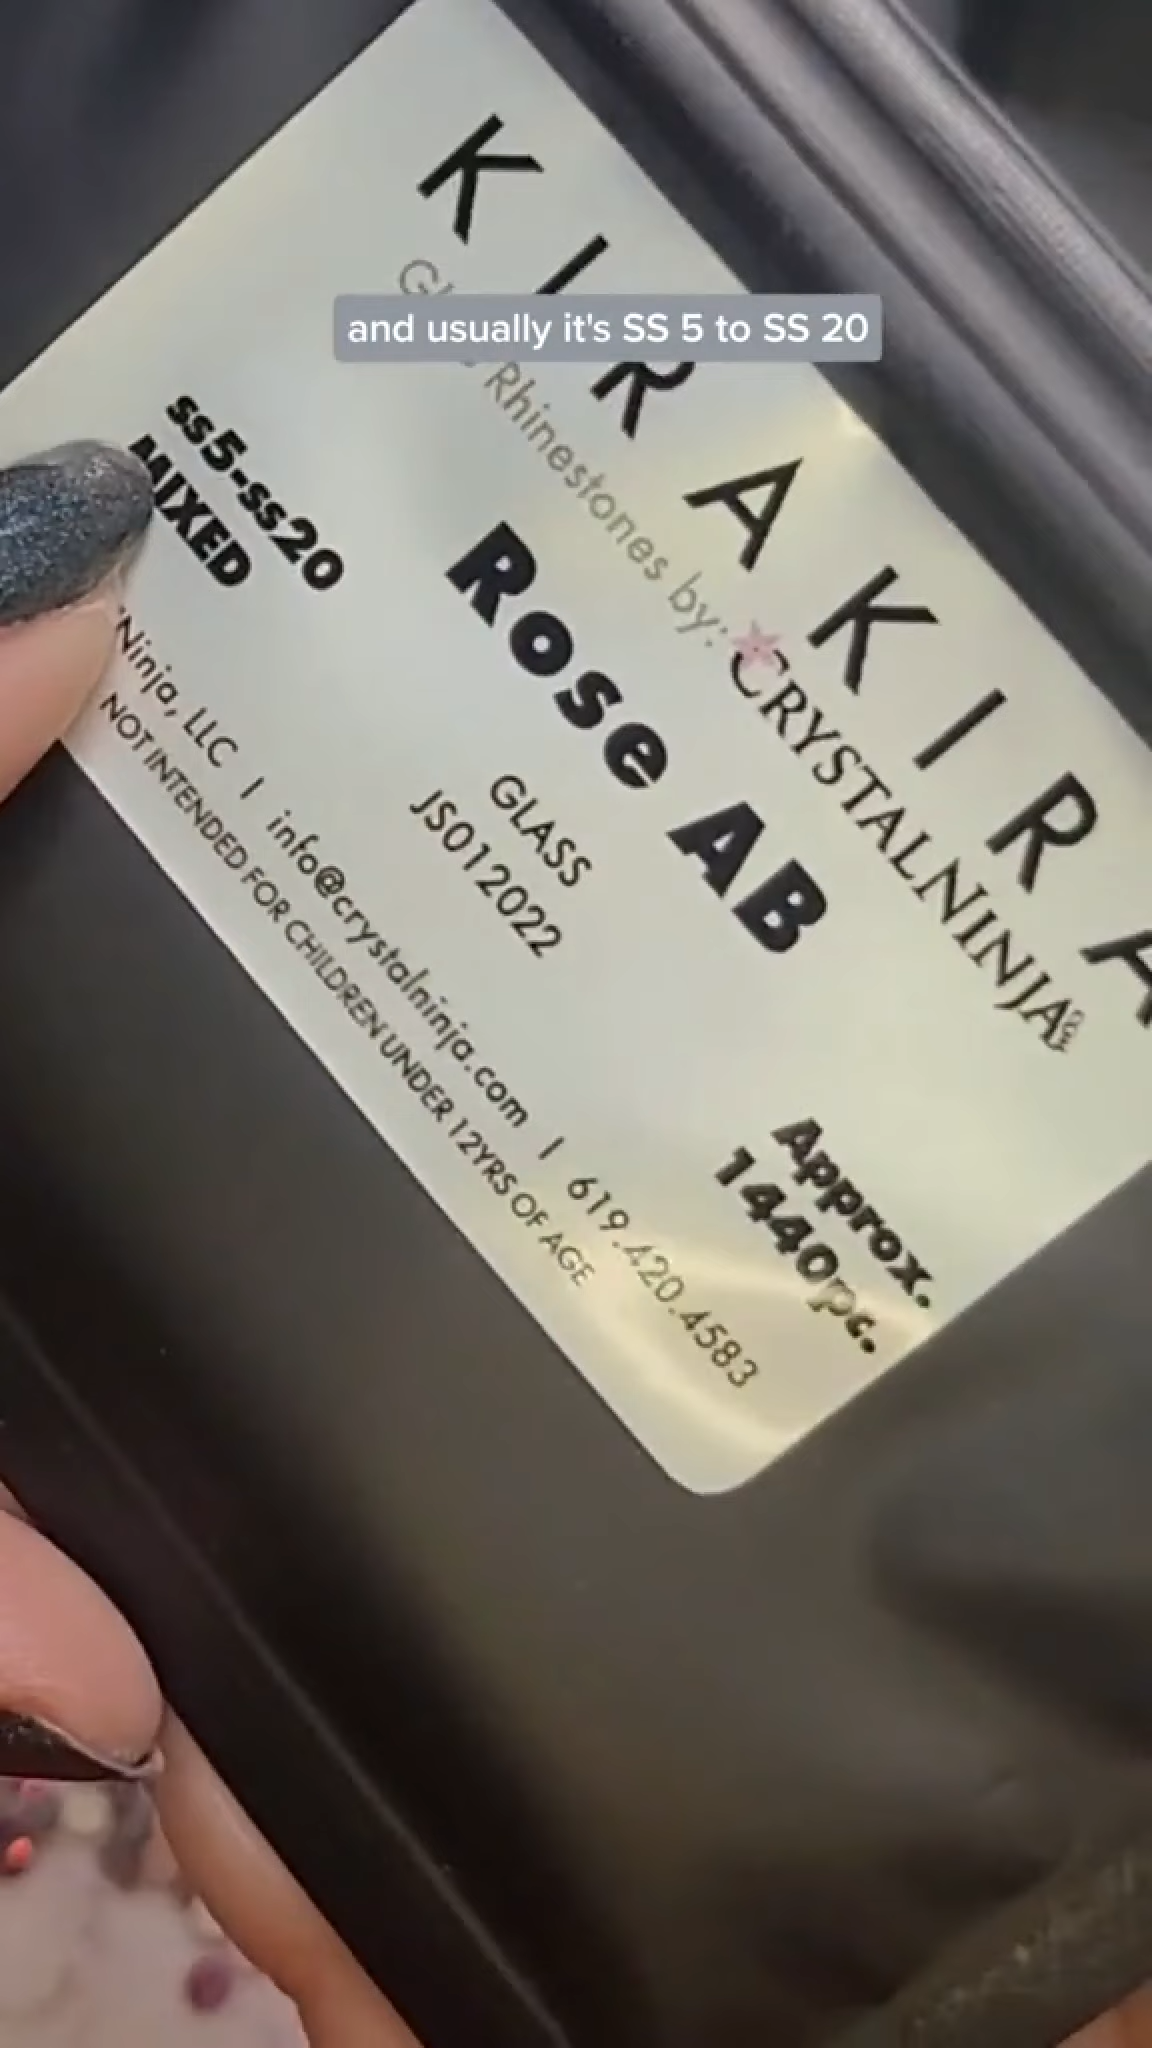 and usually it's SS 5 to SS 20
KIRAKIRA
Rhinestones by: CRYSTALNINJA
Rose AB
ss5-ss20
MIXED
GLASS
JS012022
Approx.
1440pc.
Ninja, LLC | info@crystalninja.com | 619.420.4583
NOT INTENDED FOR CHILDREN UNDER 12YRS OF AGE